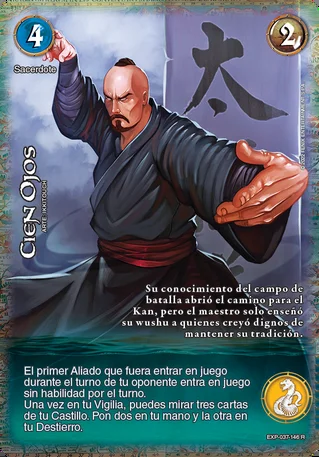 4
2
Sacerdote
太
Cien Ojos
ARTE: IKKITOUCH
Su conocimiento del campo de
batalla abrió el camino para el
Kan, pero el maestro solo enseñó
su wushu a quienes creyó dignos de
mantener su tradición.
El primer Aliado que fuera entrar en juego
durante el turno de tu oponente entra en juego
sin habilidad por el turno.
Una vez en tu Vigilia, puedes mirar tres cartas
de tu Castillo. Pon dos en tu mano y la otra en
tu Destierro.
EXP-037-146 R